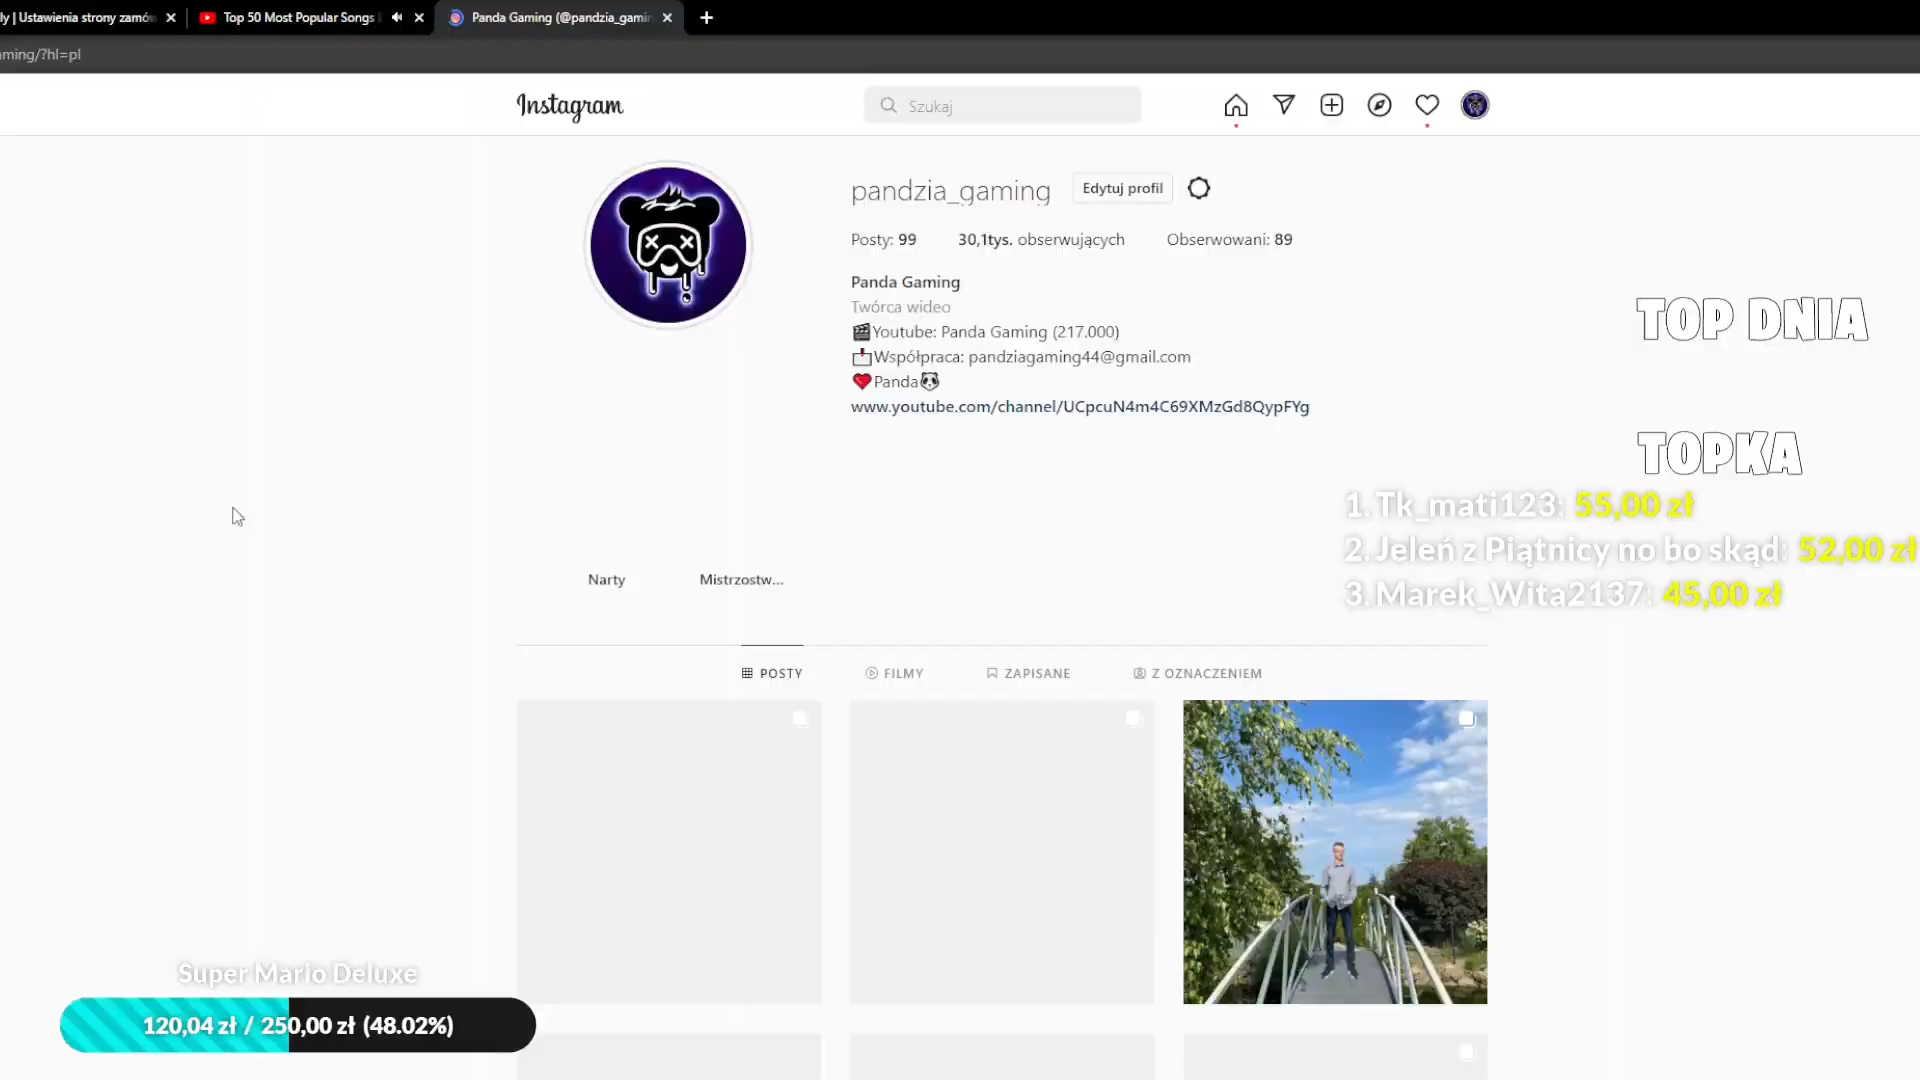 ly | Ustawienia strony zamów
Top 50 Most Popular Songs
Panda Gaming (@pandzia_gamin
aming/?hl=pl
Instagram
Szukaj
pandzia_gaming
Edytuj profil
Posty: 99
30,1tys. obserwujących
Obserwowani: 89
Panda Gaming
Twórca wideo
🎬Youtube: Panda Gaming (217.000)
📩Współpraca: pandziagaming44@gmail.com
❤️Panda🐼
www.youtube.com/channel/UCpcuN4m4C69XMzGd8QypFYg
TOP DNIA
TOPKA
1. Tk_mati123: 55,00 zł
2. Jeleń z Piątnicy no bo skąd: 52,00 zł
3. Marek_Wita2137: 45,00 zł
Narty
Mistrzostw...
POSTY
FILMY
ZAPISANE
Z OZNACZENIEM
Super Mario Deluxe
120,04 zł / 250,00 zł (48.02%)